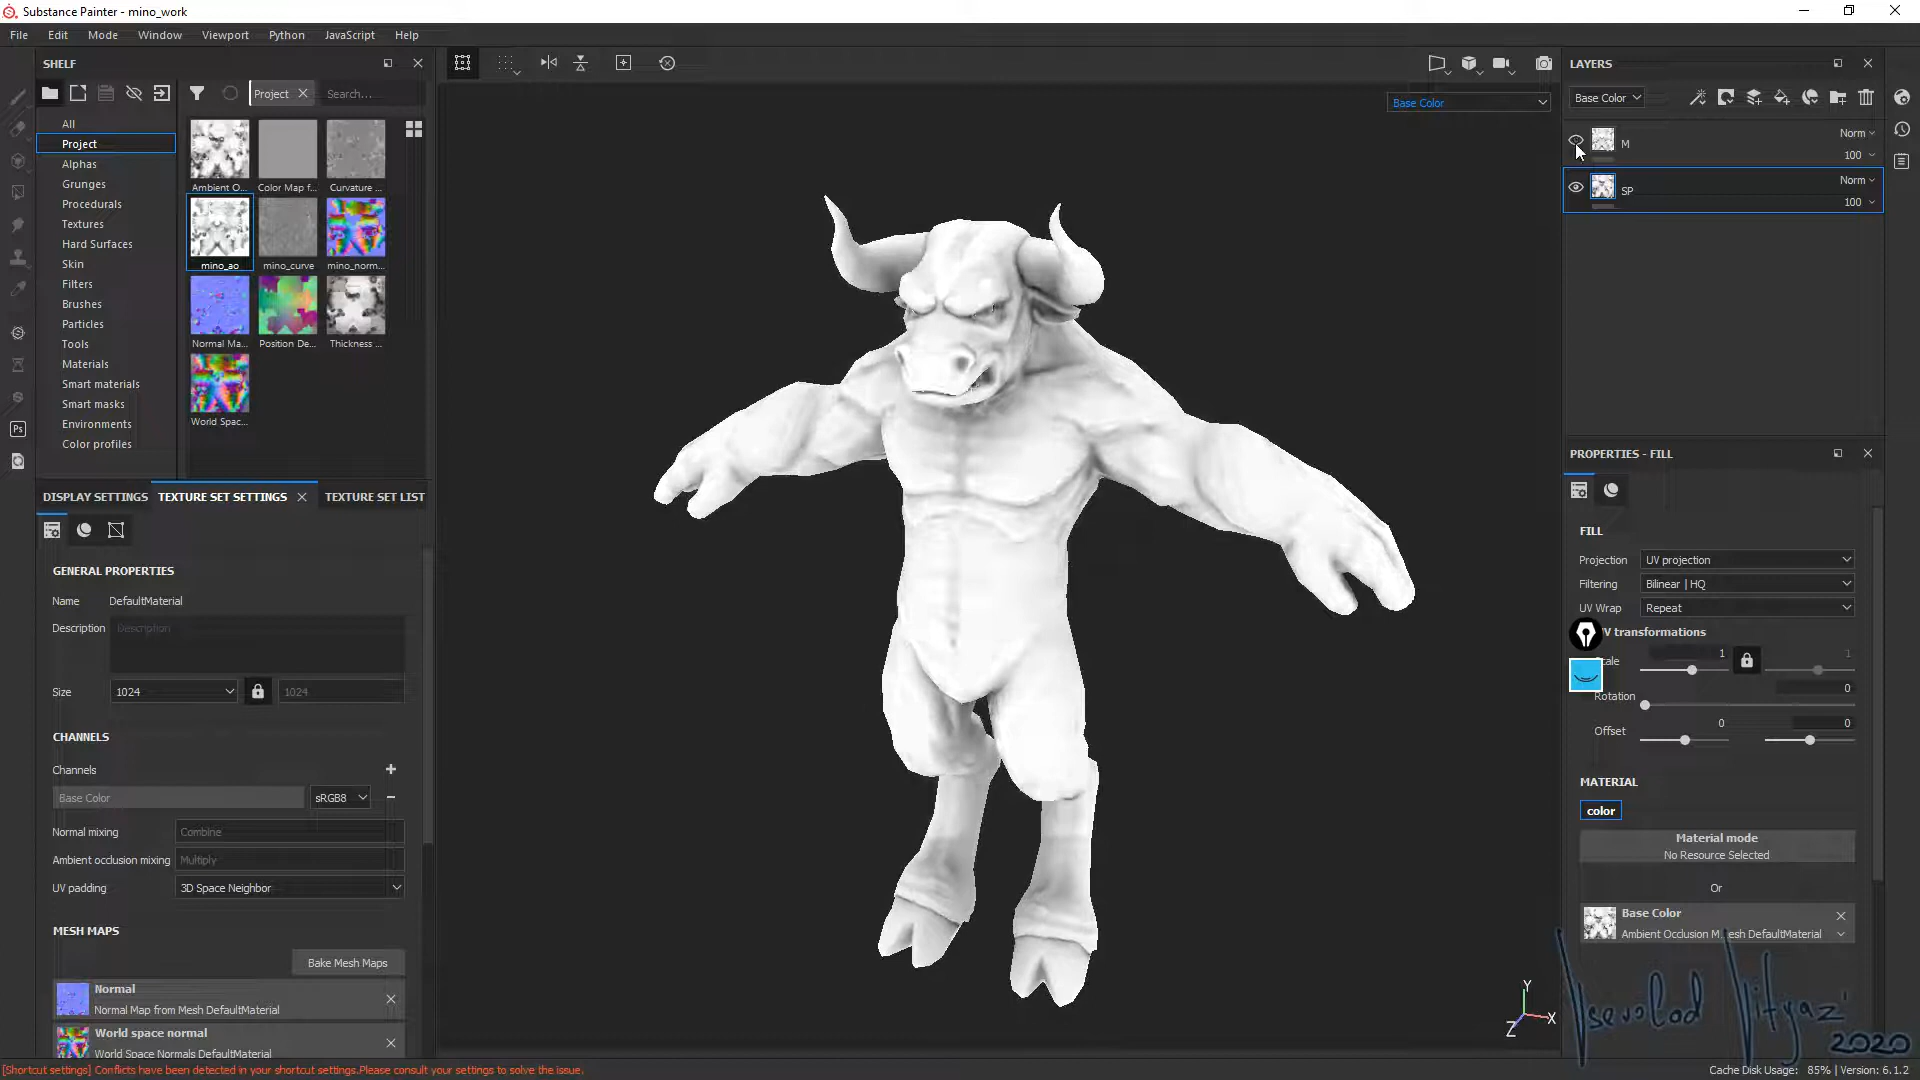 Substance Painter - mino_work
File Edit Mode Window Viewport Python JavaScript Help
SHELF
Project
Search...
All
Project
Alphas
Grunges
Procedurals
Textures
Hard Surfaces
Skin
Filters
Brushes
Particles
Tools
Materials
Smart materials
Smart masks
Environments
Color profiles
Ambient O... Color Map f... Curvature ...
mino_ao mino_curve mino_norm...
Normal Ma... Position De... Thickness ...
World Spac...
Ps
DISPLAY SETTINGS TEXTURE SET SETTINGS TEXTURE SET LIST
GENERAL PROPERTIES
Name DefaultMaterial
Description Description
Size 1024 1024
CHANNELS
Channels
Base Color sRGB8
Normal mixing Combine
Ambient occlusion mixing Multiply
UV padding 3D Space Neighbor
MESH MAPS
Bake Mesh Maps
Normal
Normal Map from Mesh DefaultMaterial
World space normal
World Space Normals DefaultMaterial
Base Color
Y
X
Z
LAYERS
Base Color
M Norm
100
SP Norm
100
PROPERTIES - FILL
FILL
Projection UV projection
Filtering Bilinear | HQ
UV Wrap Repeat
V transformations
cale 1 1
Rotation 0
Offset 0 0
MATERIAL
color
Material mode
No Resource Selected
Or
Base Color
Ambient Occlusion M esh DefaultMaterial
Vsevolod Vityaz'
2020
[Shortcut settings] Conflicts have been detected in your shortcut settings.Please consult your settings to solve the issue.
Cache Disk Usage: 85% | Version: 6.1.2